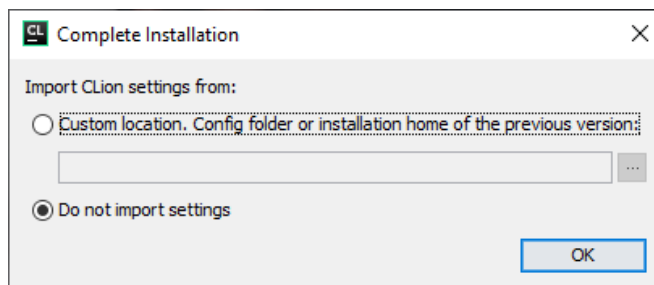 CL
Complete Installation
Import CLion settings from:
Custom location. Config folder or installation home of the previous version:
...
Do not import settings
OK